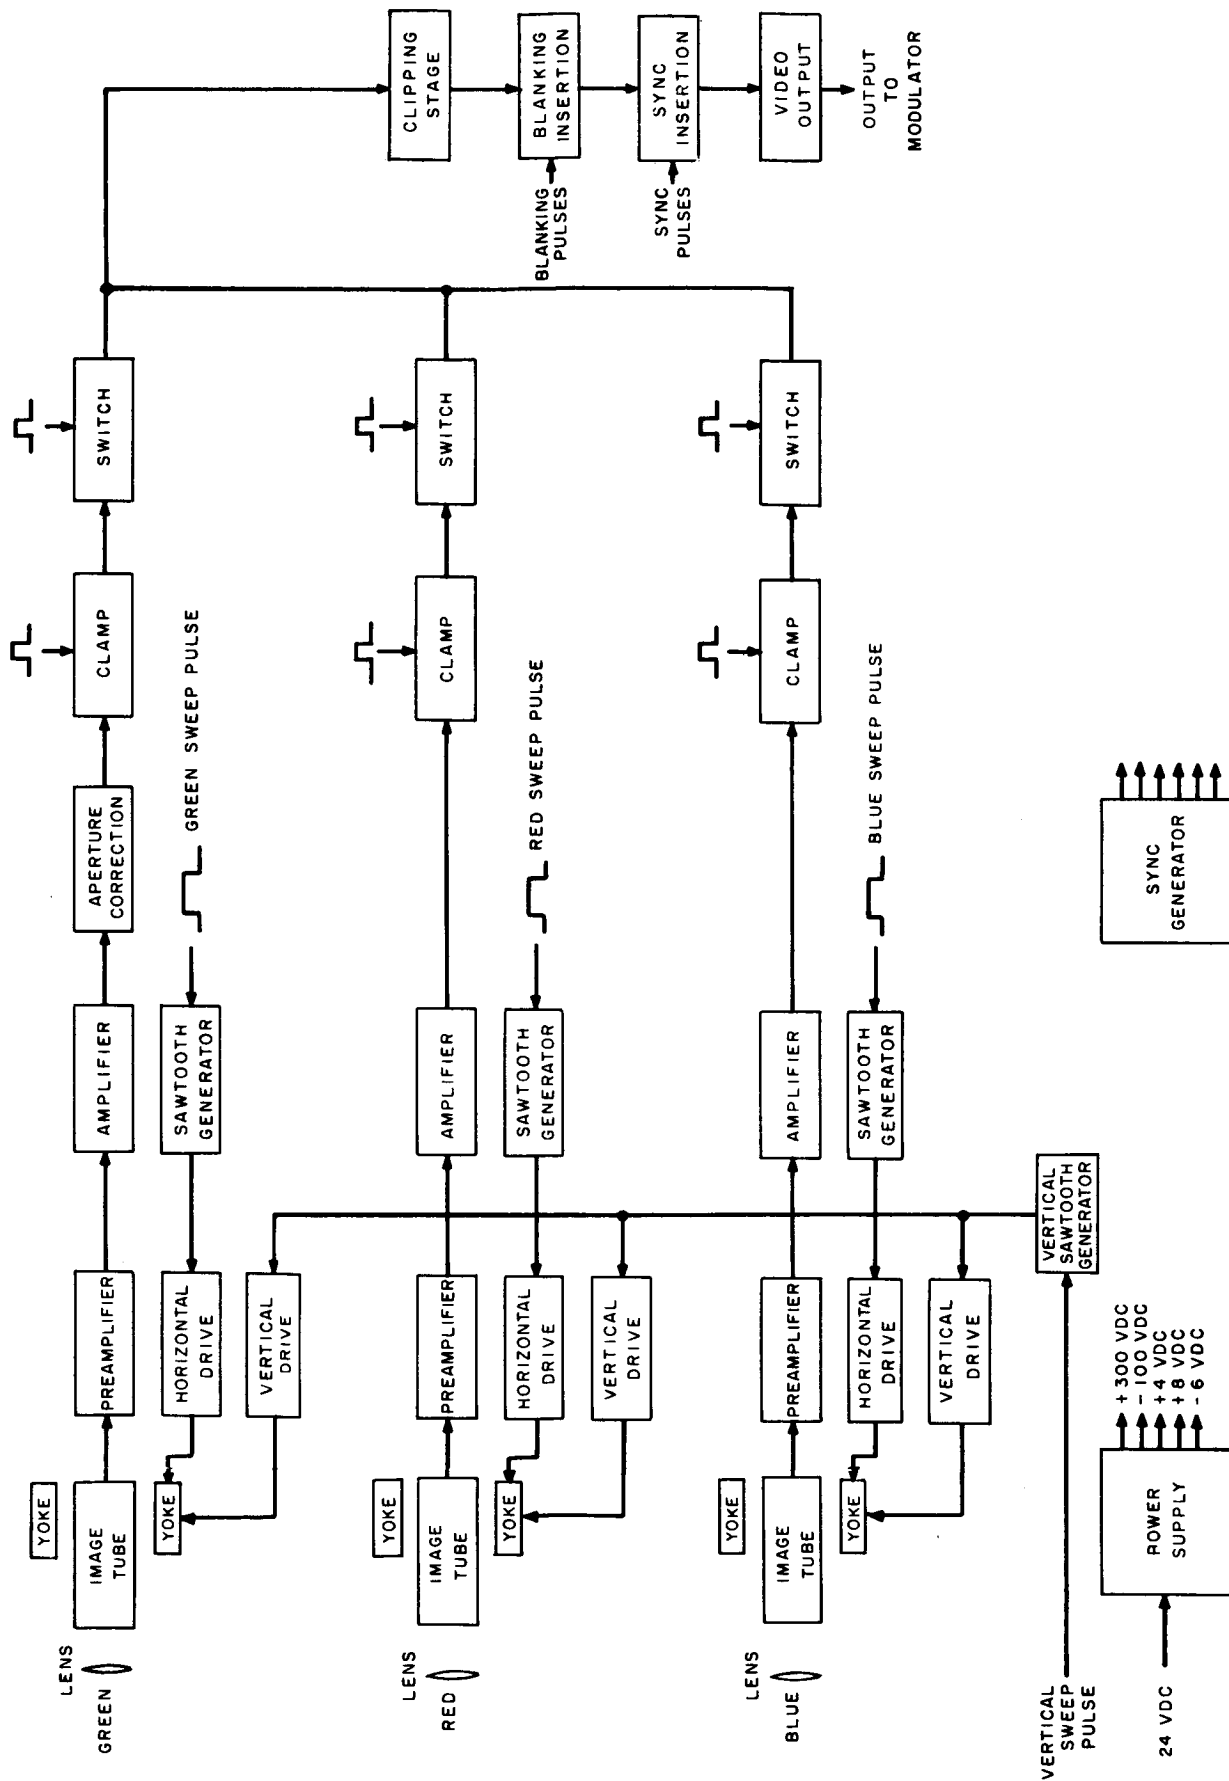 GREEN
LENS
IMAGE
TUBE
YOKE
YOKE
PREAMPLIFIER
HORIZONTAL
DRIVE
VERTICAL
DRIVE
AMPLIFIER
SAWTOOTH
GENERATOR
APERTURE
CORRECTION
GREEN SWEEP PULSE
CLAMP
SWITCH
RED
LENS
IMAGE
TUBE
YOKE
YOKE
PREAMPLIFIER
HORIZONTAL
DRIVE
VERTICAL
DRIVE
AMPLIFIER
SAWTOOTH
GENERATOR
RED SWEEP PULSE
CLAMP
SWITCH
BLUE
LENS
IMAGE
TUBE
YOKE
YOKE
PREAMPLIFIER
HORIZONTAL
DRIVE
VERTICAL
DRIVE
AMPLIFIER
SAWTOOTH
GENERATOR
BLUE SWEEP PULSE
CLAMP
SWITCH
CLIPPING
STAGE
BLANKING
PULSES
BLANKING
INSERTION
SYNC
PULSES
SYNC
INSERTION
VIDEO
OUTPUT
OUTPUT
TO
MODULATOR
VERTICAL
SWEEP
PULSE
VERTICAL
SAWTOOTH
GENERATOR
24 VDC
POWER
SUPPLY
+300 VDC
-100 VDC
+4 VDC
+8 VDC
-6 VDC
SYNC
GENERATOR